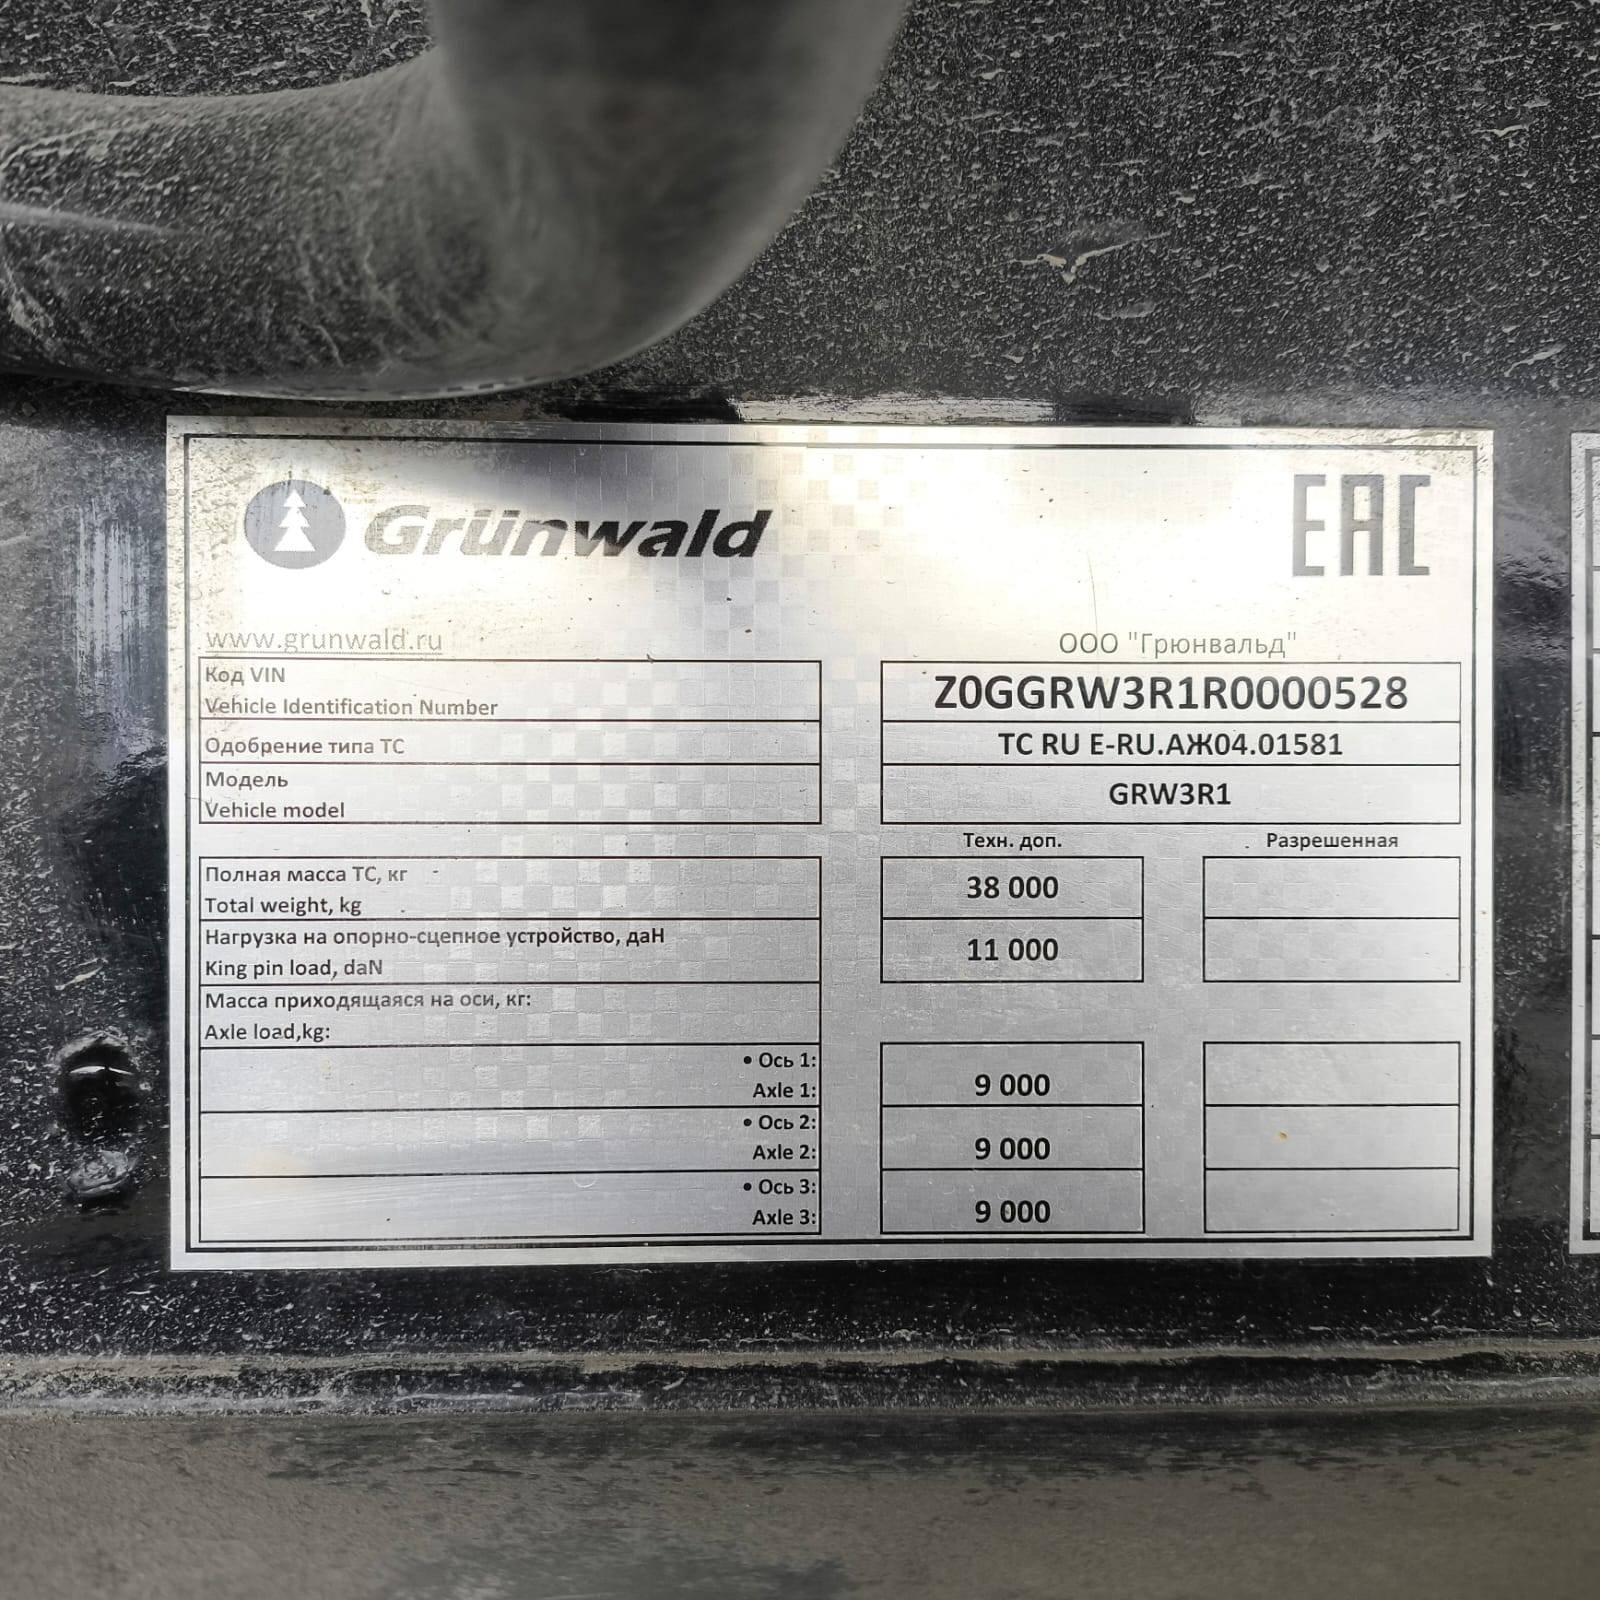 Grünwald
EAC
www.grunwald.ru
ООО "Грюнвальд"
Код VIN
Vehicle Identification Number
Z0GGRW3R1R0000528
Одобрение типа ТС
ТС RU E-RU.АЖ04.01581
Модель
Vehicle model
GRW3R1
Техн. доп.
Разрешенная
Полная масса ТС, кг
Total weight, kg
38 000
Нагрузка на опорно-сцепное устройство, даН
King pin load, daN
11 000
Масса приходящаяся на оси, кг:
Axle load,kg:
• Ось 1:
Axle 1:
9 000
• Ось 2:
Axle 2:
9 000
• Ось 3:
Axle 3:
9 000